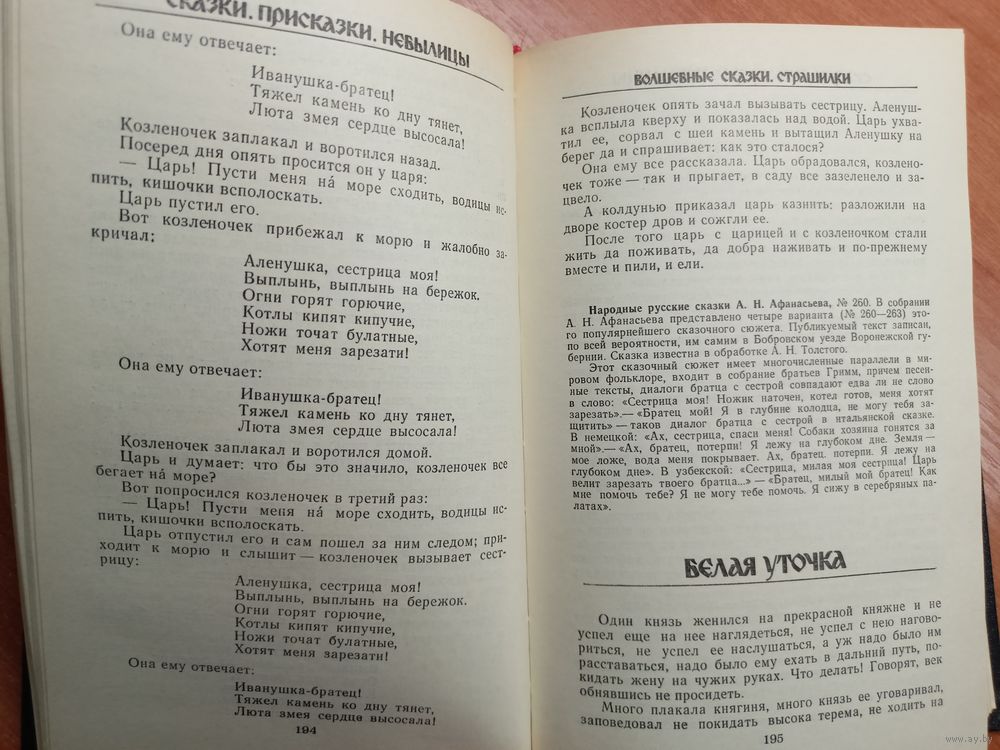 СКАЗКИ. ПРИСКАЗКИ. НЕБЫЛИЦЫ
Она ему отвечает:
Иванушка-братец!
Тяжел камень ко дну тянет,
Люта змея сердце высосала!
Козленочек заплакал и воротился назад.
Посеред дня опять просится он у царя:
— Царь! Пусти меня на́ море сходить, водицы ис-
пить, кишочки всполоскать.
Царь пустил его.
Вот козленочек прибежал к морю и жалобно за-
кричал:
Аленушка, сестрица моя!
Выплынь, выплынь на бережок.
Огни горят горючие,
Котлы кипят кипучие,
Ножи точат булатные,
Хотят меня зарезати!
Она ему отвечает:
Иванушка-братец!
Тяжел камень ко дну тянет,
Люта змея сердце высосала!
Козленочек заплакал и воротился домой.
Царь и думает: что бы это значило, козленочек все
бегает на́ море?
Вот попросился козленочек в третий раз:
— Царь! Пусти меня на́ море сходить, водицы ис-
пить, кишочки всполоскать.
Царь отпустил его и сам пошел за ним следом; при-
ходит к морю и слышит — козленочек вызывает сест-
рицу:
Аленушка, сестрица моя!
Выплынь, выплынь на бережок.
Огни горят горючие,
Котлы кипят кипучие,
Ножи точат булатные,
Хотят меня зарезати!
Она ему отвечает:
Иванушка-братец!
Тяжел камень ко дну тянет,
Люта змея сердце высосала!
194
ВОЛШЕБНЫЕ СКАЗКИ. СТРАШИЛКИ
Козленочек опять зачал вызывать сестрицу. Аленуш-
ка всплыла кверху и показалась над водой. Царь ухва-
тил ее, сорвал с шеи камень и вытащил Аленушку на
берег да и спрашивает: как это сталося?
Она ему все рассказала. Царь обрадовался, козлено-
чек тоже — так и прыгает, в саду все зазеленело и за-
цвело.
А колдунью приказал царь казнить: разложили на
дворе костер дров и сожгли ее.
После того царь с царицей и с козленочком стали
жить да поживать, да добра наживать и по-прежнему
вместе и пили, и ели.
Народные русские сказки А. Н. Афанасьева, № 260. В собрании
А. Н. Афанасьева представлено четыре варианта (№ 260—263) это-
го популярнейшего сказочного сюжета. Публикуемый текст записан,
по всей вероятности, им самим в Бобровском уезде Воронежской гу-
бернии. Сказка известна в обработке А. Н. Толстого.
Этот сказочный сюжет имеет многочисленные параллели в ми-
ровом фольклоре, входит в собрание братьев Гримм, причем песен-
ные тексты, диалоги братца с сестрой совпадают едва ли не слово
в слово: «Сестрица моя! Ножик наточен, котел готов, меня хотят
зарезать».— «Братец мой! Я в глубине колодца, не могу тебя за-
щитить» — таков диалог братца с сестрой в итальянской сказке.
В немецкой: «Ах, сестрица, спаси меня! Собаки хозяина гонятся за
мной».— «Ах, братец, потерпи! Я лежу на глубоком дне. Земля —
мое ложе, вода меня покрывает. Ах, братец, потерпи. Я лежу на
глубоком дне». В узбекской: «Сестрица, милая моя сестрица! Царь
велит зарезать твоего братца...» — «Братец, милый мой братец! Как
мне помочь тебе? Я не могу тебе помочь. Я сижу в серебряных па-
латах».
БЕЛАЯ УТОЧКА
Один князь женился на прекрасной княжне и не
успел еще на нее наглядеться, не успел с нею нагово-
риться, не успел ее наслушаться, а уж надо было им
расставаться, надо было ему ехать в дальний путь, по-
кидать жену на чужих руках. Что делать! Говорят, век
обнявшись не просидеть.
Много плакала княгиня, много князь ее уговаривал,
заповедовал не покидать высока терема, не ходить на
195
www.ay.by